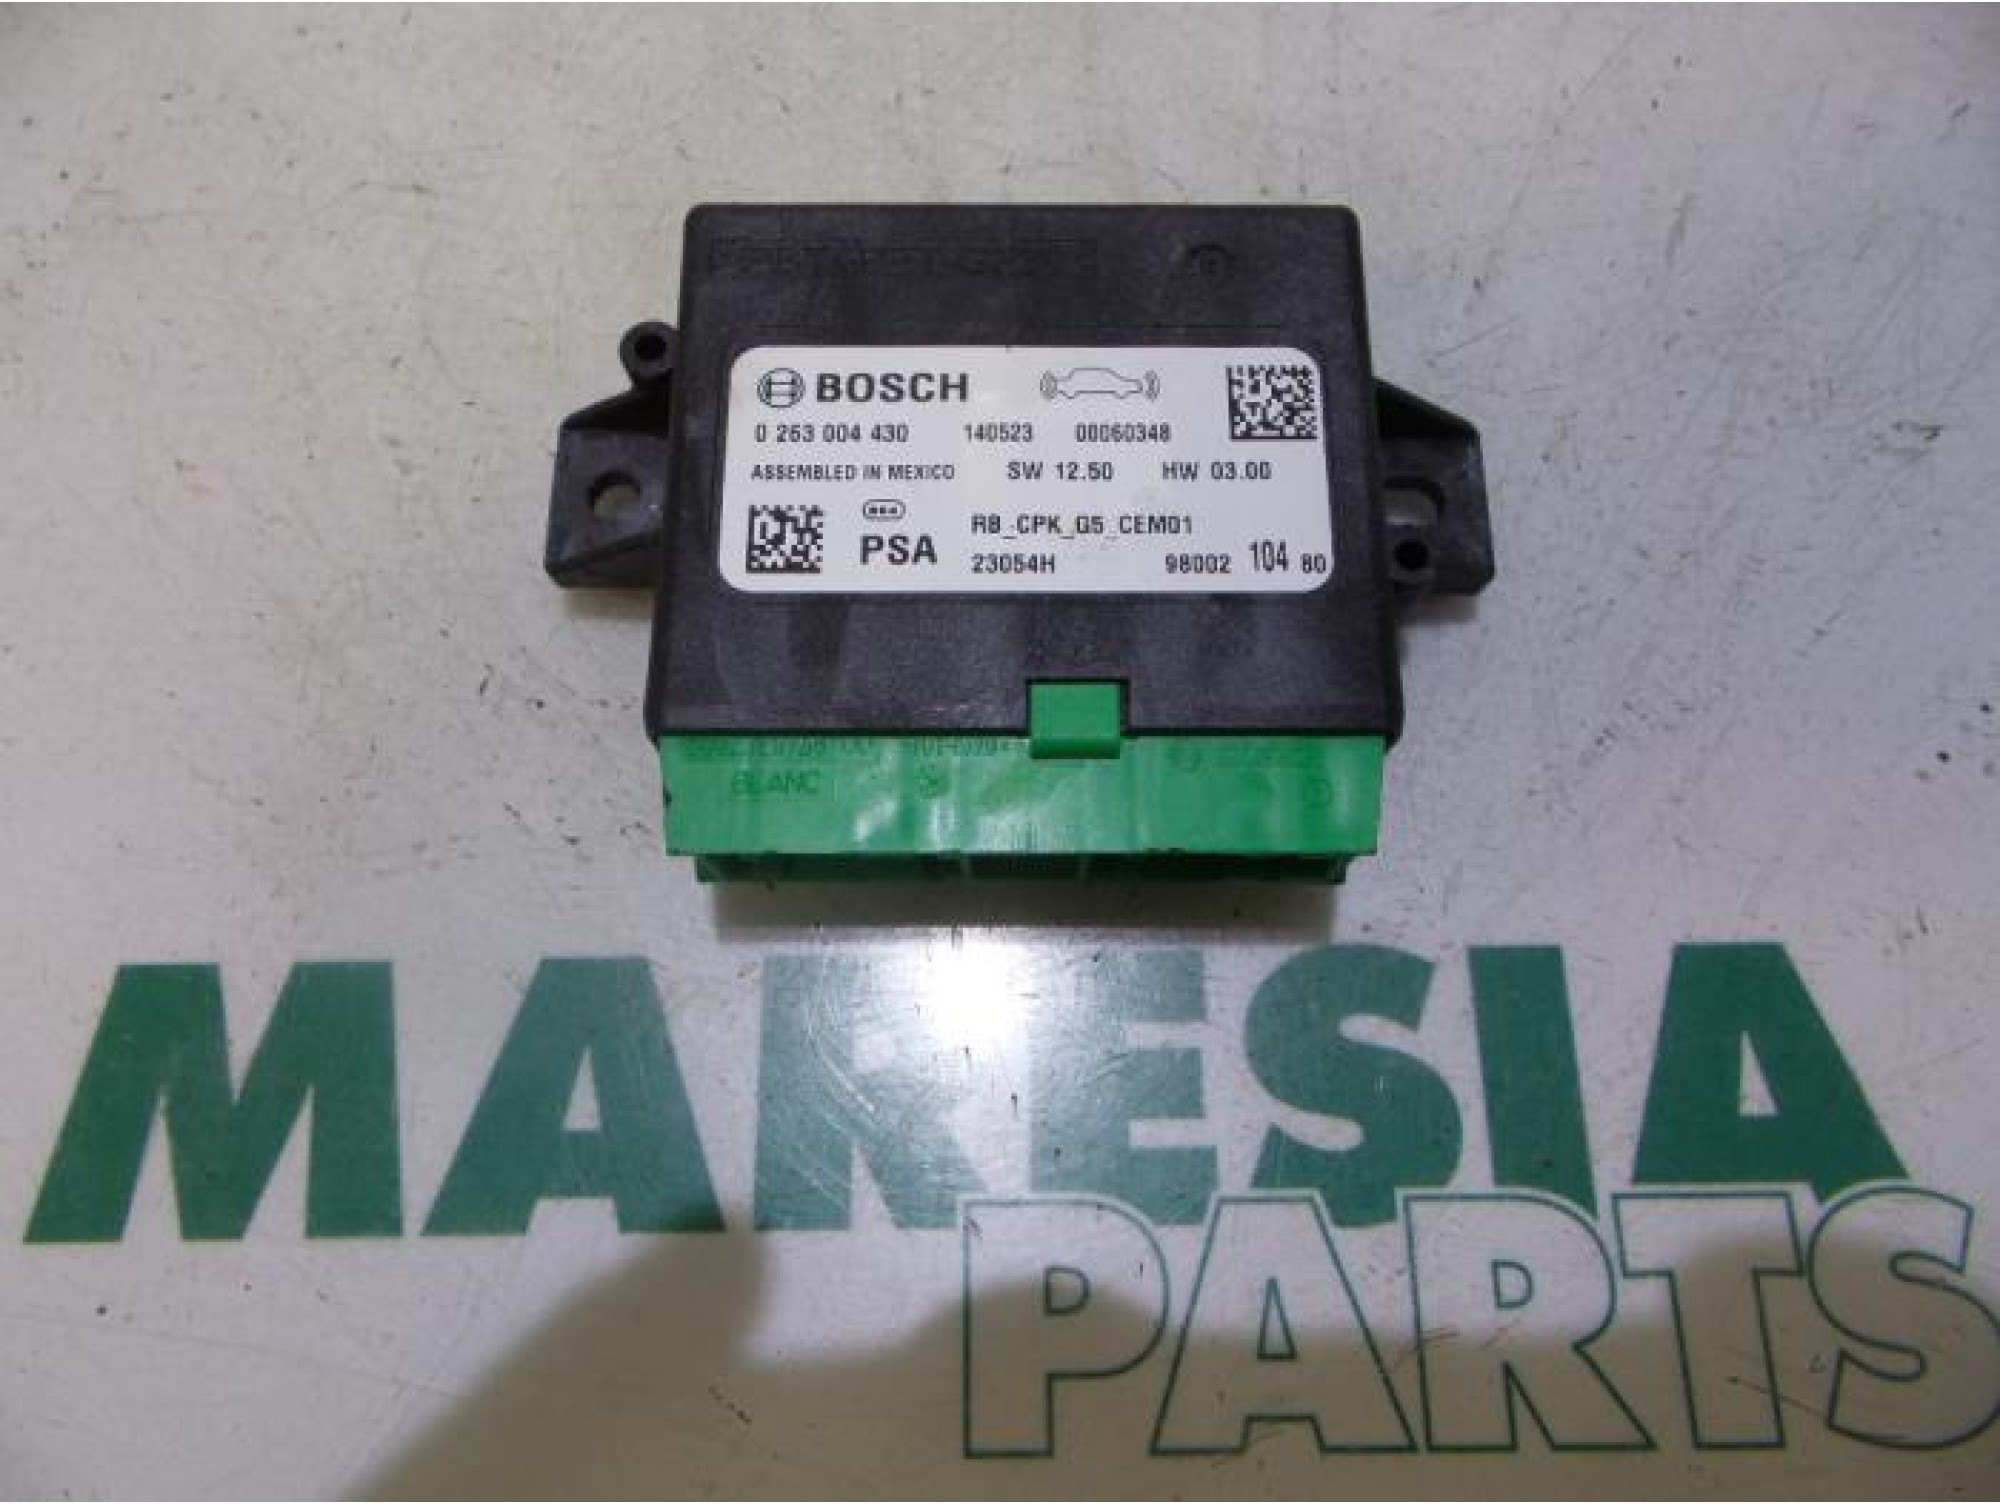 BOSCH
0 263 004 430 140523 00060348
ASSEMBLED IN MEXICO SW 12.50 HW 03.00
R8_CPK_G5_CEM01
PSA
23054H 98002 104 80
BLANC
MARESIA
PARTS